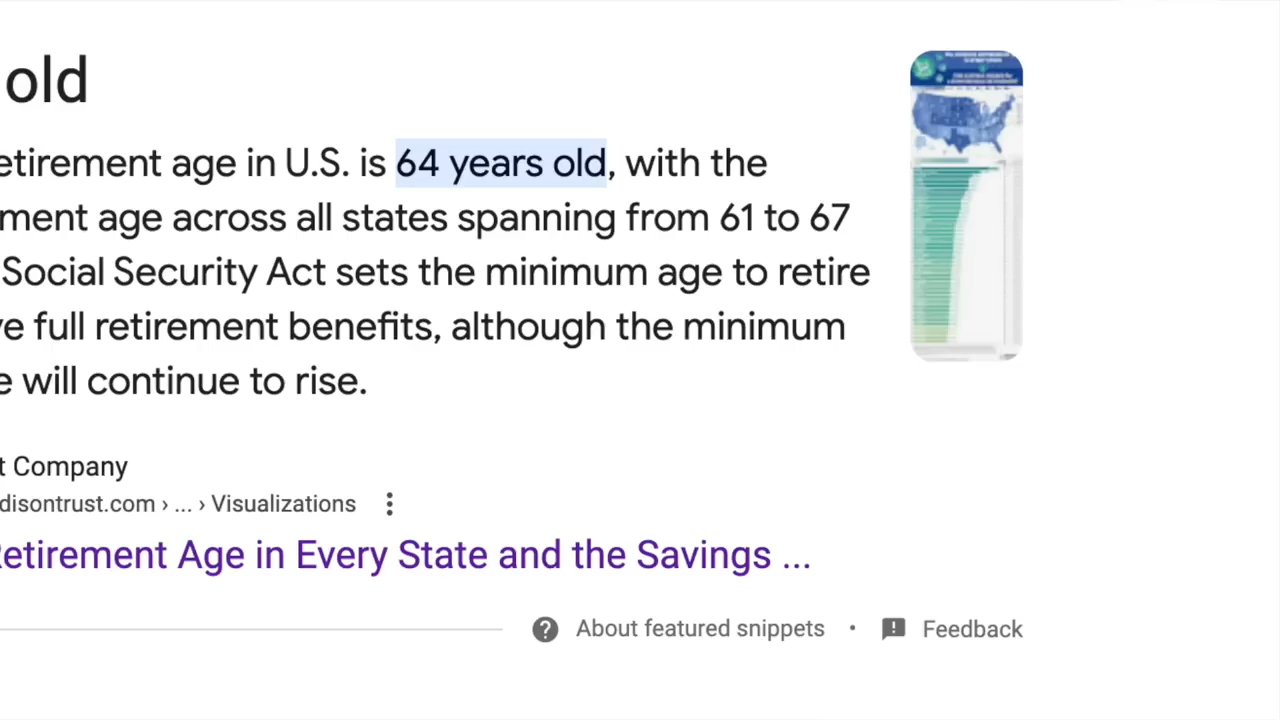 old
etirement age in U.S. is 64 years old, with the
ment age across all states spanning from 61 to 67
Social Security Act sets the minimum age to retire
ve full retirement benefits, although the minimum
e will continue to rise.
t Company
disontrust.com › ... › Visualizations
Retirement Age in Every State and the Savings ...
About featured snippets • Feedback